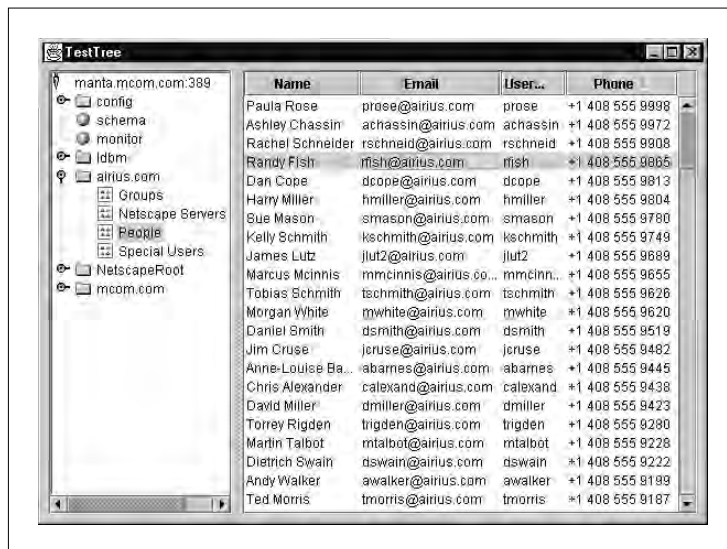 TestTree
manta.mcom.com:389
config
schema
monitor
ldbm
airius.com
Groups
Netscape Servers
People
Special Users
NetscapeRoot
mcom.com
Name Email User... Phone
Paula Rose prose@airius.com prose +1 408 555 9998
Ashley Chassin achassin@airius.com achassin +1 408 555 9972
Rachel Schneider rschneid@airius.com rschneid +1 408 555 9908
Randy Fish rfish@airius.com rfish +1 408 555 9865
Dan Cope dcope@airius.com dcope +1 408 555 9813
Harry Miller hmiller@airius.com hmiller +1 408 555 9804
Sue Mason smason@airius.com smason +1 408 555 9780
Kelly Schmith kschmith@airius.com kschmith +1 408 555 9749
James Lutz jlut2@airius.com jlut2 +1 408 555 9689
Marcus Mcinnis mmcinnis@airius.co... mmcinn... +1 408 555 9655
Tobias Schmith tschmith@airius.com tschmith +1 408 555 9626
Morgan White mwhite@airius.com mwhite +1 408 555 9620
Daniel Smith dsmith@airius.com dsmith +1 408 555 9519
Jim Cruse jcruse@airius.com jcruse +1 408 555 9482
Anne-Louise Ba... abarnes@airius.com abarnes +1 408 555 9445
Chris Alexander calexand@airius.com calexand +1 408 555 9438
David Miller dmiller@airius.com dmiller +1 408 555 9423
Torrey Rigden trigden@airius.com trigden +1 408 555 9280
Martin Talbot mtalbot@airius.com mtalbot +1 408 555 9228
Dietrich Swain dswain@airius.com dswain +1 408 555 9222
Andy Walker awalker@airius.com awalker +1 408 555 9199
Ted Morris tmorris@airius.com tmorris +1 408 555 9187